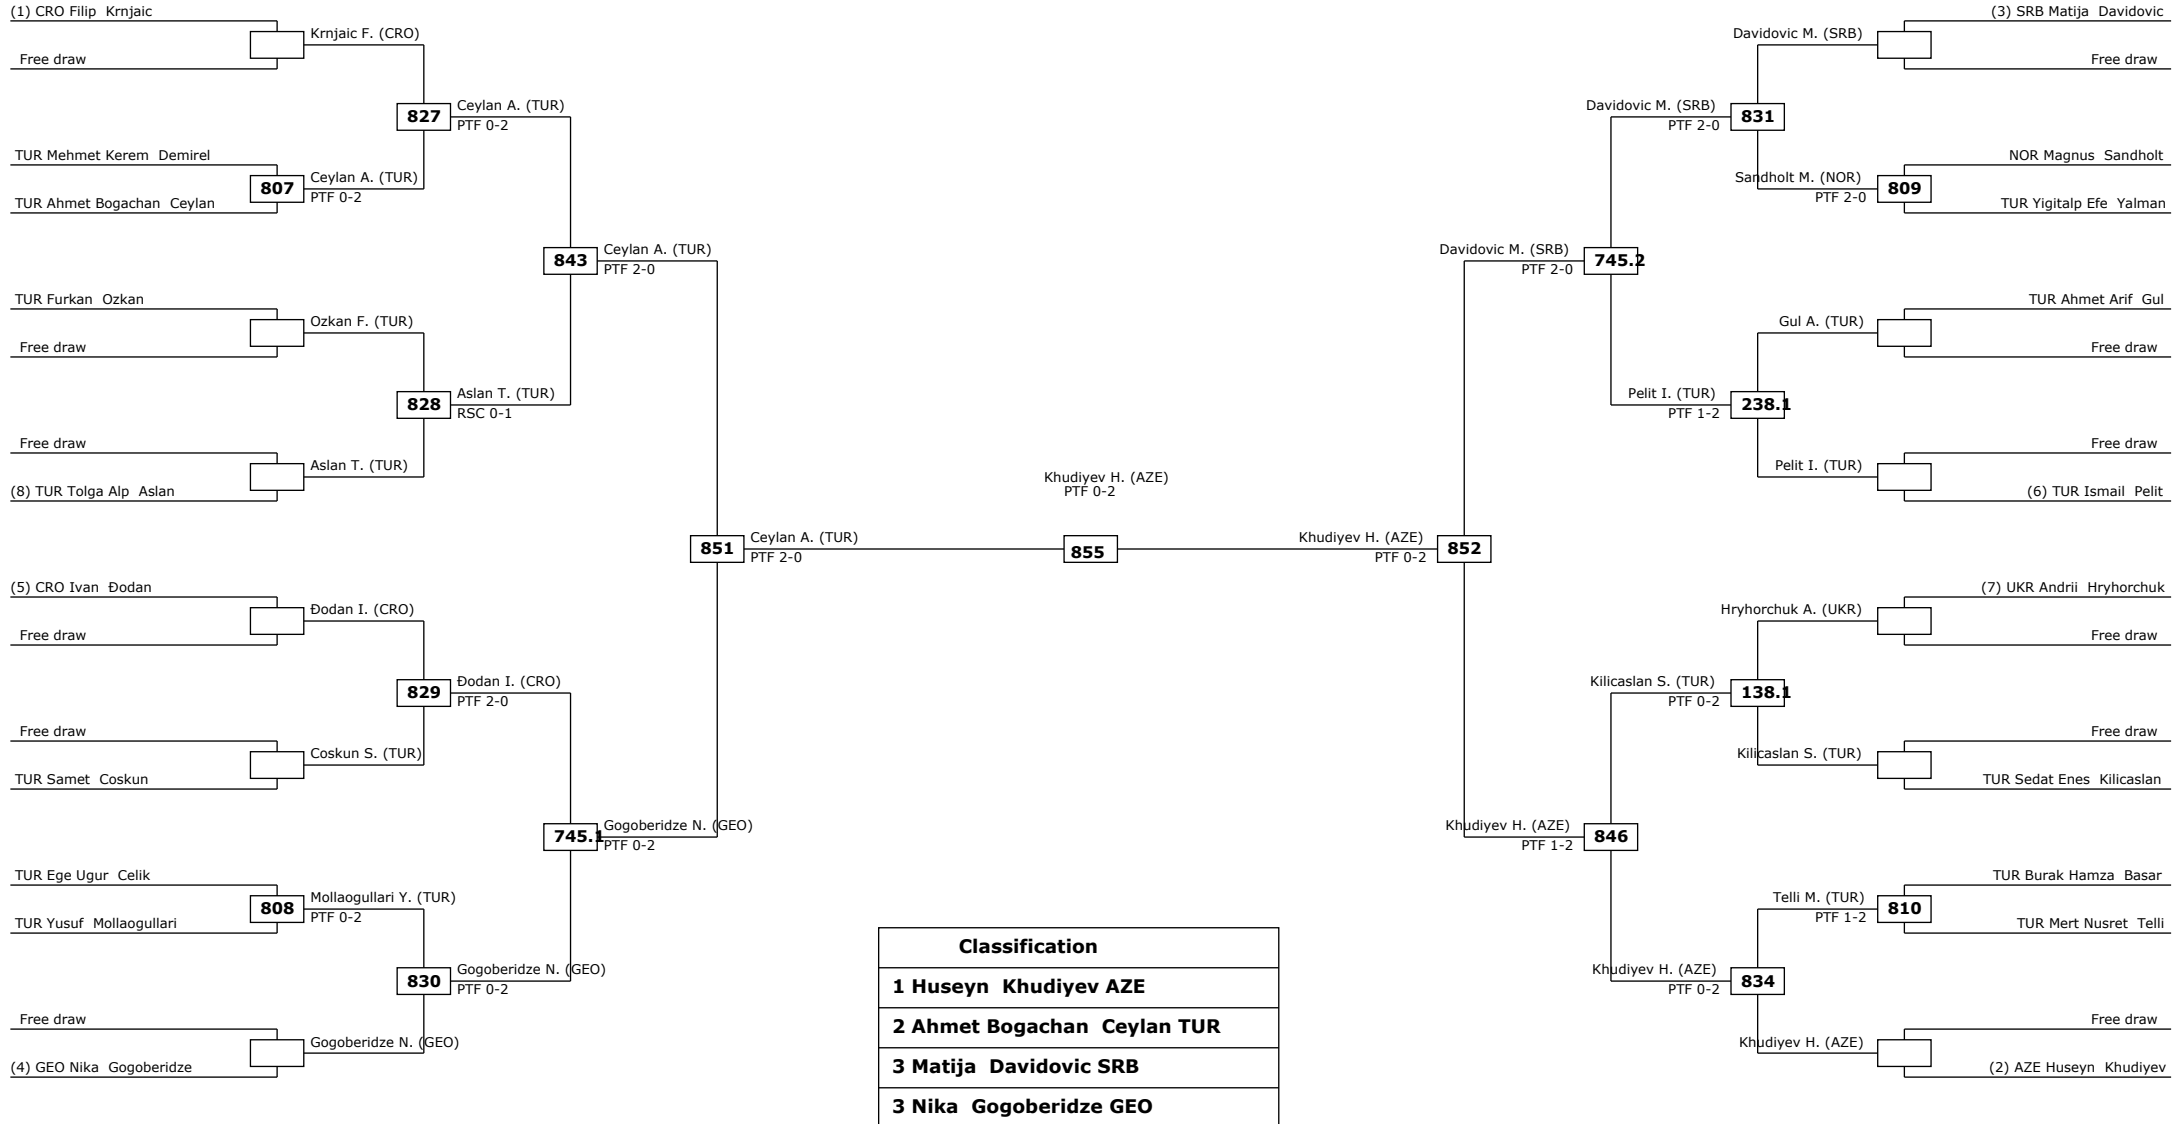 (1) CRO Filip  Krnjaic
Krnjaic F. (CRO)
Free draw
827
Ceylan A. (TUR)
PTF 0-2
TUR Mehmet Kerem  Demirel
807
Ceylan A. (TUR)
PTF 0-2
TUR Ahmet Bogachan  Ceylan
843
Ceylan A. (TUR)
PTF 2-0
TUR Furkan  Ozkan
Ozkan F. (TUR)
Free draw
828
Aslan T. (TUR)
RSC 0-1
Free draw
Aslan T. (TUR)
(8) TUR Tolga Alp  Aslan
851
Ceylan A. (TUR)
PTF 2-0
(5) CRO Ivan  Đodan
Đodan I. (CRO)
Free draw
829
Đodan I. (CRO)
PTF 2-0
Free draw
Coskun S. (TUR)
TUR Samet  Coskun
745.1
Gogoberidze N. (GEO)
PTF 0-2
TUR Ege Ugur  Celik
808
Mollaogullari Y. (TUR)
PTF 0-2
TUR Yusuf  Mollaogullari
830
Gogoberidze N. (GEO)
PTF 0-2
Free draw
Gogoberidze N. (GEO)
(4) GEO Nika  Gogoberidze
Khudiyev H. (AZE)
PTF 0-2
855
(3) SRB Matija  Davidovic
Davidovic M. (SRB)
Free draw
Davidovic M. (SRB)
PTF 2-0
831
NOR Magnus  Sandholt
Sandholt M. (NOR)
PTF 2-0
809
TUR Yigitalp Efe  Yalman
Davidovic M. (SRB)
PTF 2-0
745.2
TUR Ahmet Arif  Gul
Gul A. (TUR)
Free draw
Pelit I. (TUR)
PTF 1-2
238.1
Free draw
Pelit I. (TUR)
(6) TUR Ismail  Pelit
Khudiyev H. (AZE)
PTF 0-2
852
(7) UKR Andrii  Hryhorchuk
Hryhorchuk A. (UKR)
Free draw
Kilicaslan S. (TUR)
PTF 0-2
138.1
Free draw
Kilicaslan S. (TUR)
TUR Sedat Enes  Kilicaslan
Khudiyev H. (AZE)
PTF 1-2
846
TUR Burak Hamza  Basar
Telli M. (TUR)
PTF 1-2
810
TUR Mert Nusret  Telli
Khudiyev H. (AZE)
PTF 0-2
834
Free draw
Khudiyev H. (AZE)
(2) AZE Huseyn  Khudiyev
Classification
1 Huseyn  Khudiyev AZE
2 Ahmet Bogachan  Ceylan TUR
3 Matija  Davidovic SRB
3 Nika  Gogoberidze GEO